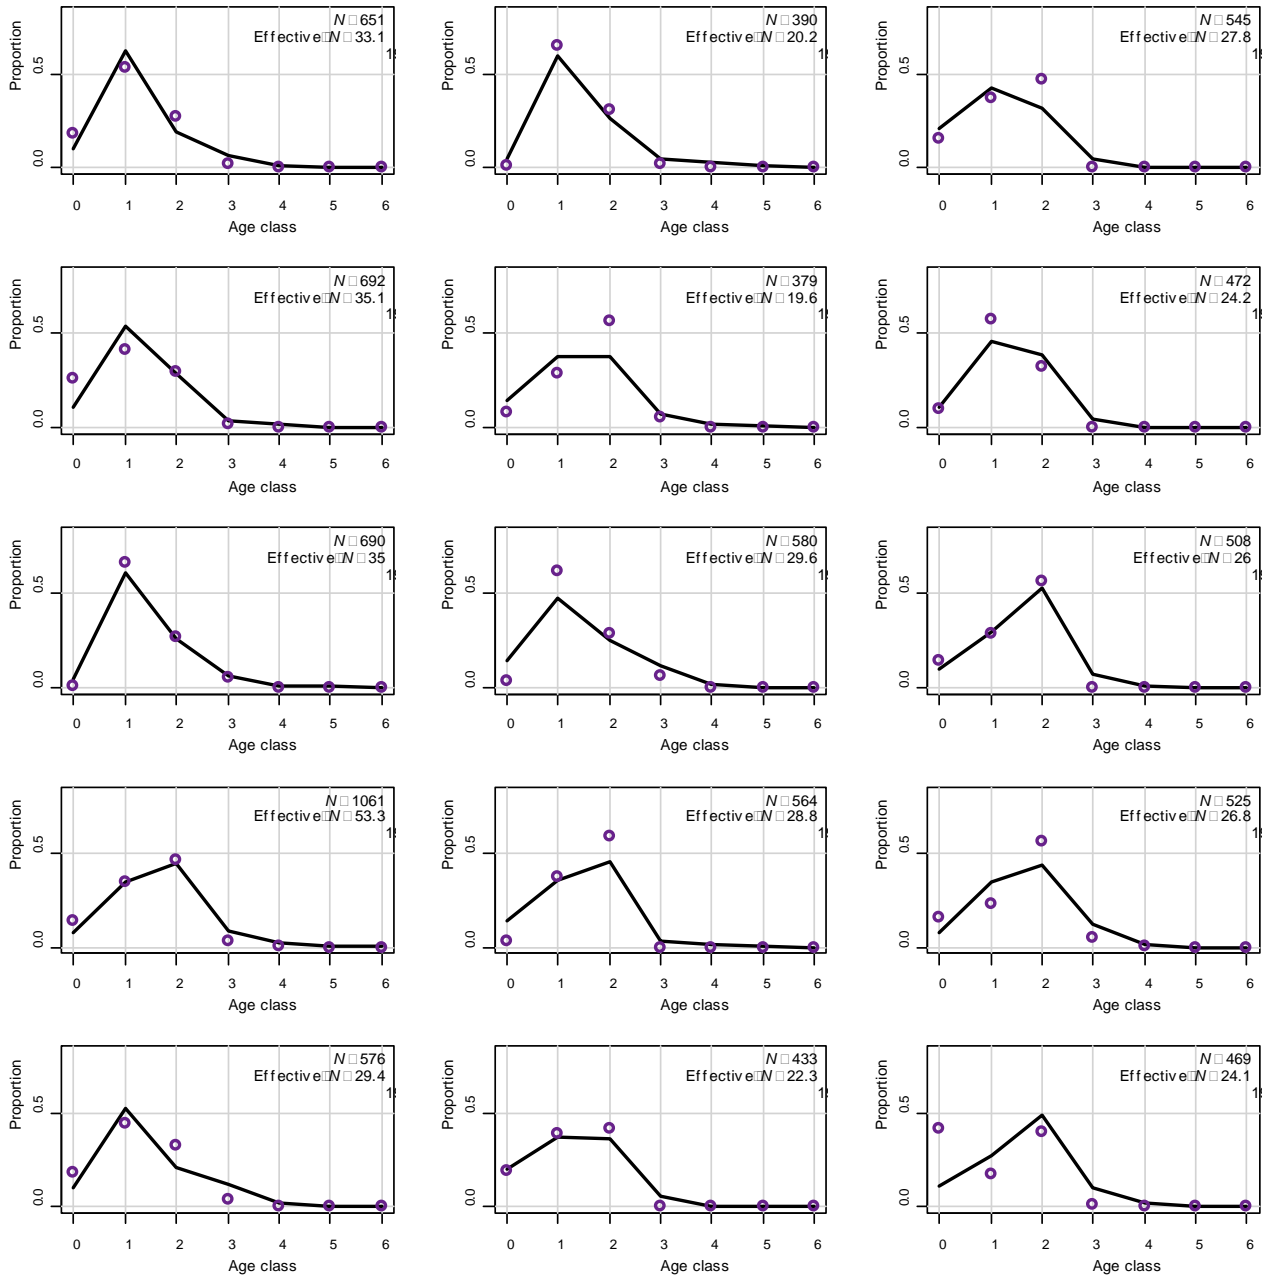 N□651
Effective□N□33.1
Proportion
0.5
0.0
0 1 2 3 4 5 6
Age class
N□390
Effective□N□20.2
Proportion
0.5
0.0
0 1 2 3 4 5 6
Age class
N□545
Effective□N□27.8
Proportion
0.5
0.0
0 1 2 3 4 5 6
Age class
N□692
Effective□N□35.1
Proportion
0.5
0.0
0 1 2 3 4 5 6
Age class
N□379
Effective□N□19.6
Proportion
0.5
0.0
0 1 2 3 4 5 6
Age class
N□472
Effective□N□24.2
Proportion
0.5
0.0
0 1 2 3 4 5 6
Age class
N□690
Effective□N□35
Proportion
0.5
0.0
0 1 2 3 4 5 6
Age class
N□580
Effective□N□29.6
Proportion
0.5
0.0
0 1 2 3 4 5 6
Age class
N□508
Effective□N□26
Proportion
0.5
0.0
0 1 2 3 4 5 6
Age class
N□1061
Effective□N□53.3
Proportion
0.5
0.0
0 1 2 3 4 5 6
Age class
N□564
Effective□N□28.8
Proportion
0.5
0.0
0 1 2 3 4 5 6
Age class
N□525
Effective□N□26.8
Proportion
0.5
0.0
0 1 2 3 4 5 6
Age class
N□576
Effective□N□29.4
Proportion
0.5
0.0
0 1 2 3 4 5 6
Age class
N□433
Effective□N□22.3
Proportion
0.5
0.0
0 1 2 3 4 5 6
Age class
N□469
Effective□N□24.1
Proportion
0.5
0.0
0 1 2 3 4 5 6
Age class